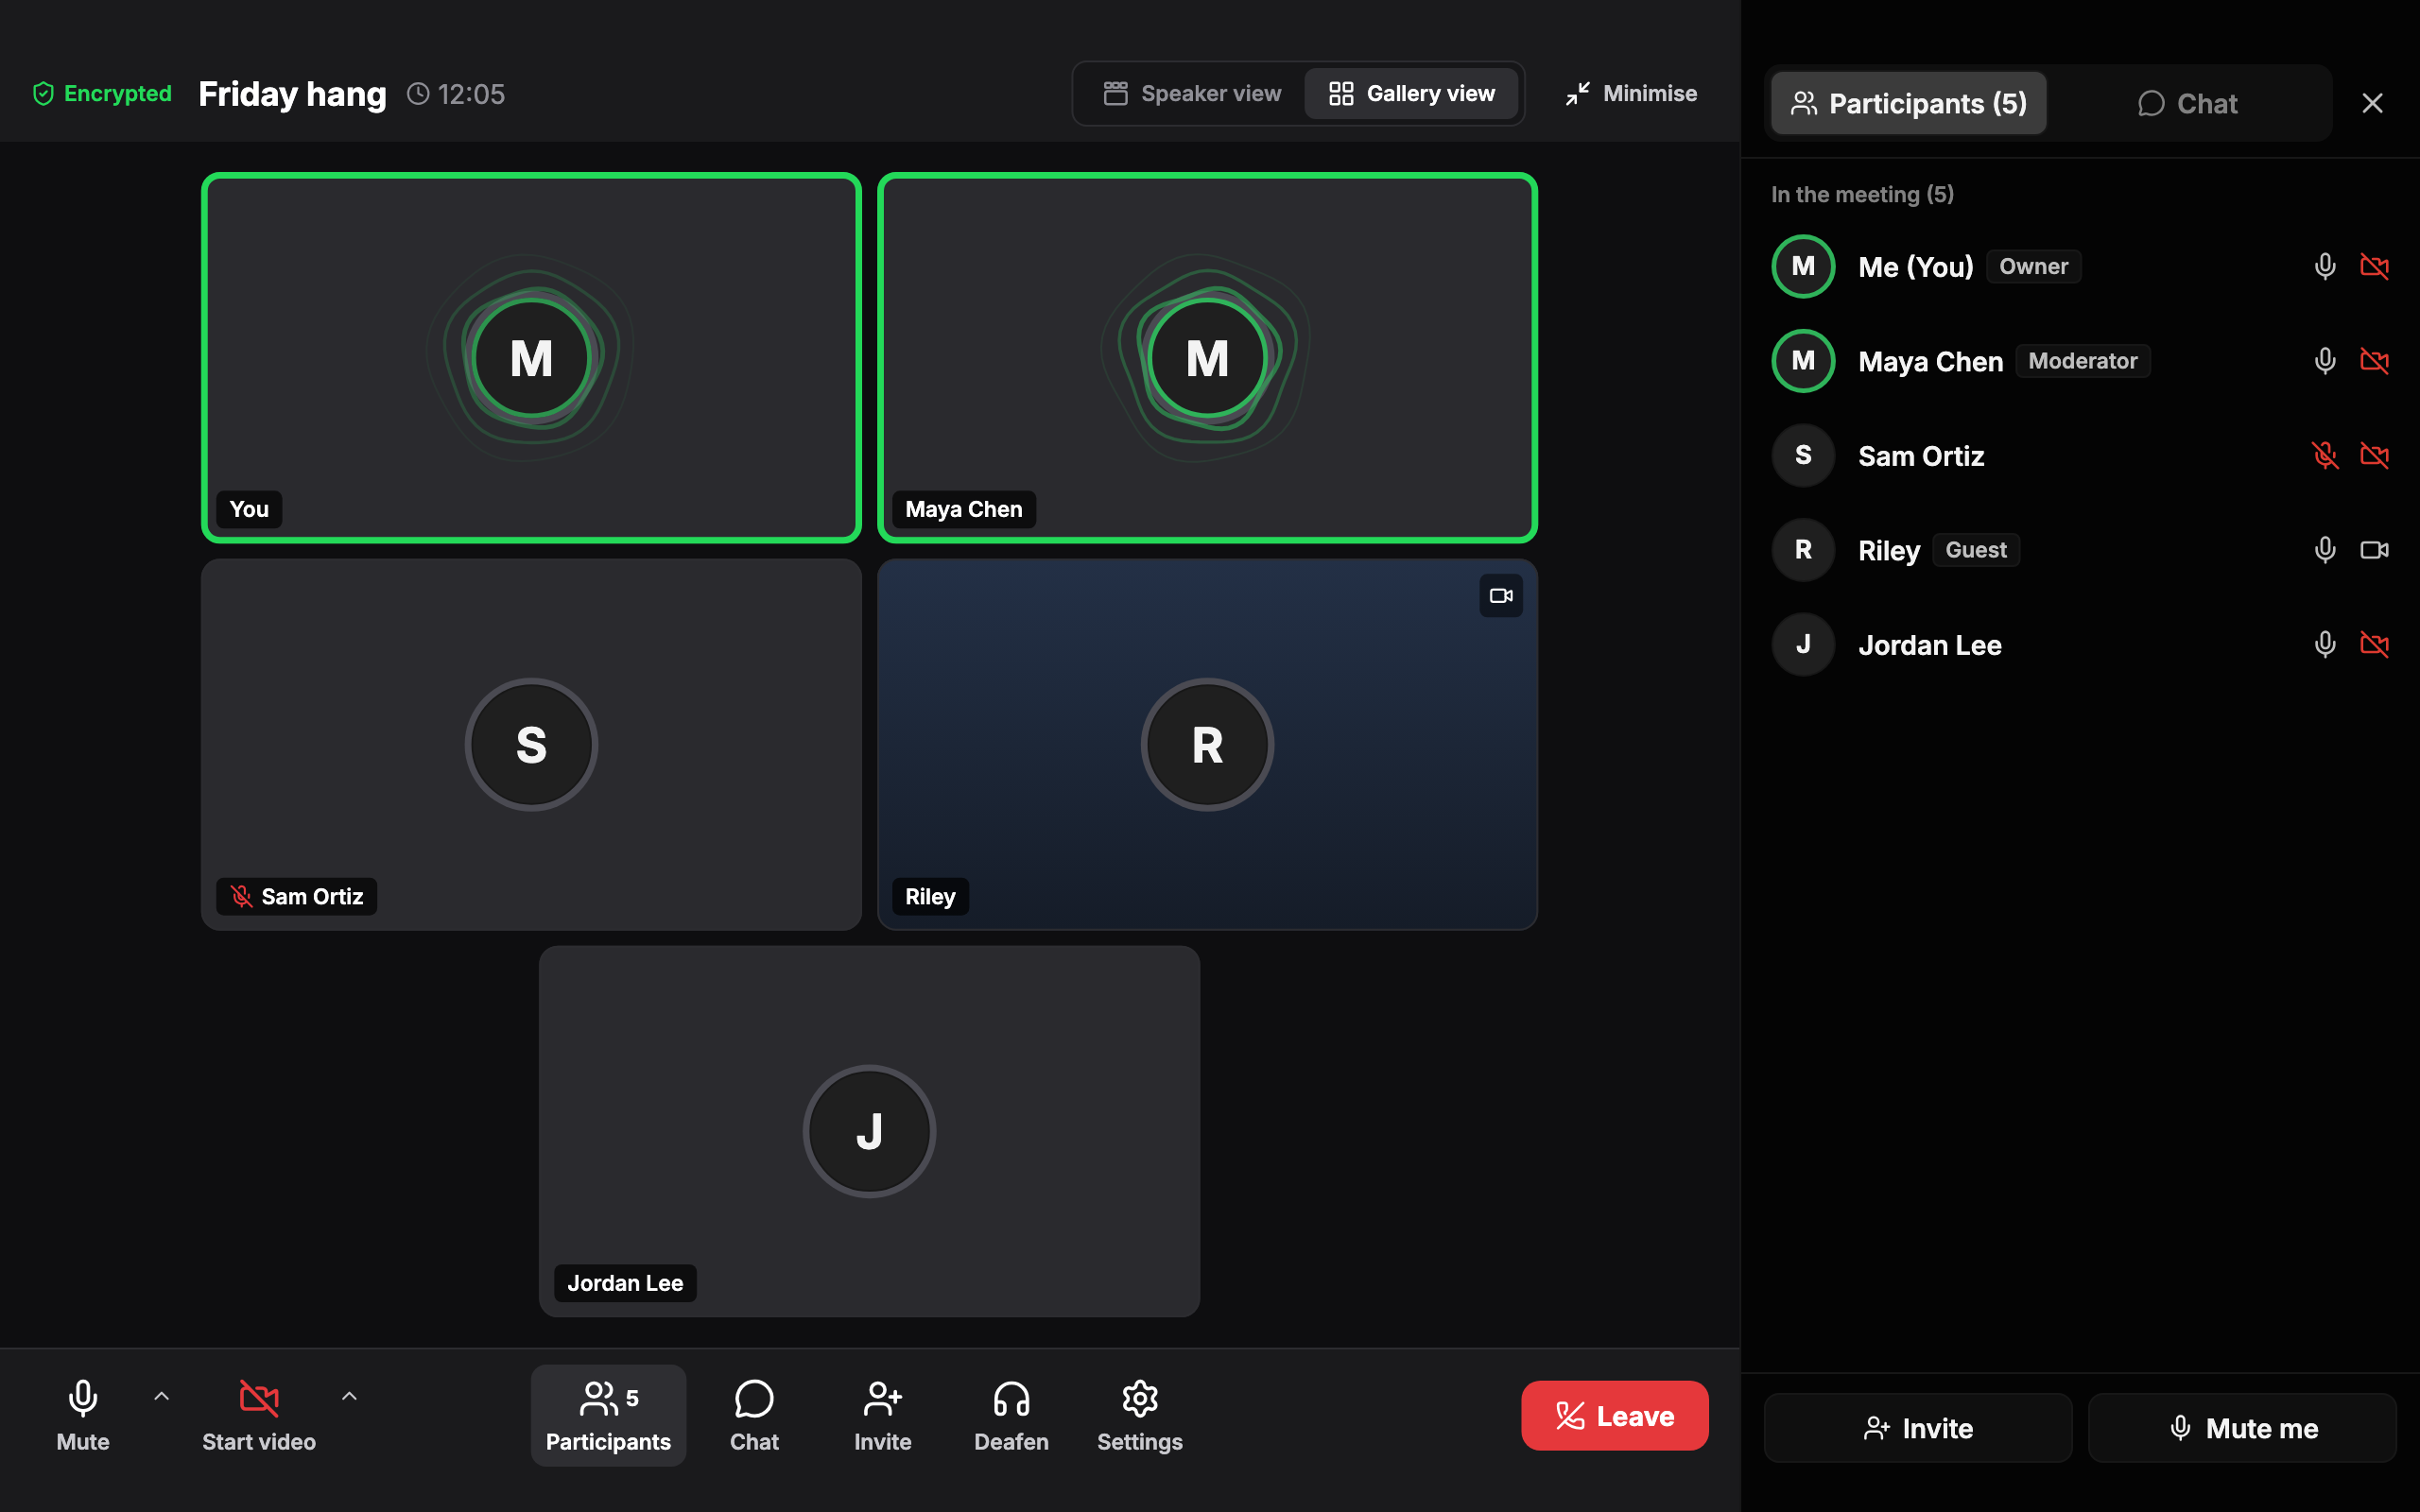 Encrypted Friday hang 12:05
Speaker view Gallery view Minimise
M
You
M
Maya Chen
S
Sam Ortiz
R
Riley
J
Jordan Lee
Mute
Start video
5
Participants
Chat
Invite
Deafen
Settings
Leave
Participants (5) Chat
In the meeting (5)
M Me (You) Owner
M Maya Chen Moderator
S Sam Ortiz
R Riley Guest
J Jordan Lee
Invite
Mute me